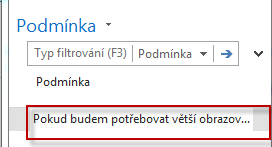 Podmínka
Typ filtrování (F3) Podmínka
Podmínka
Pokud budem potřebovat větší obrazov...